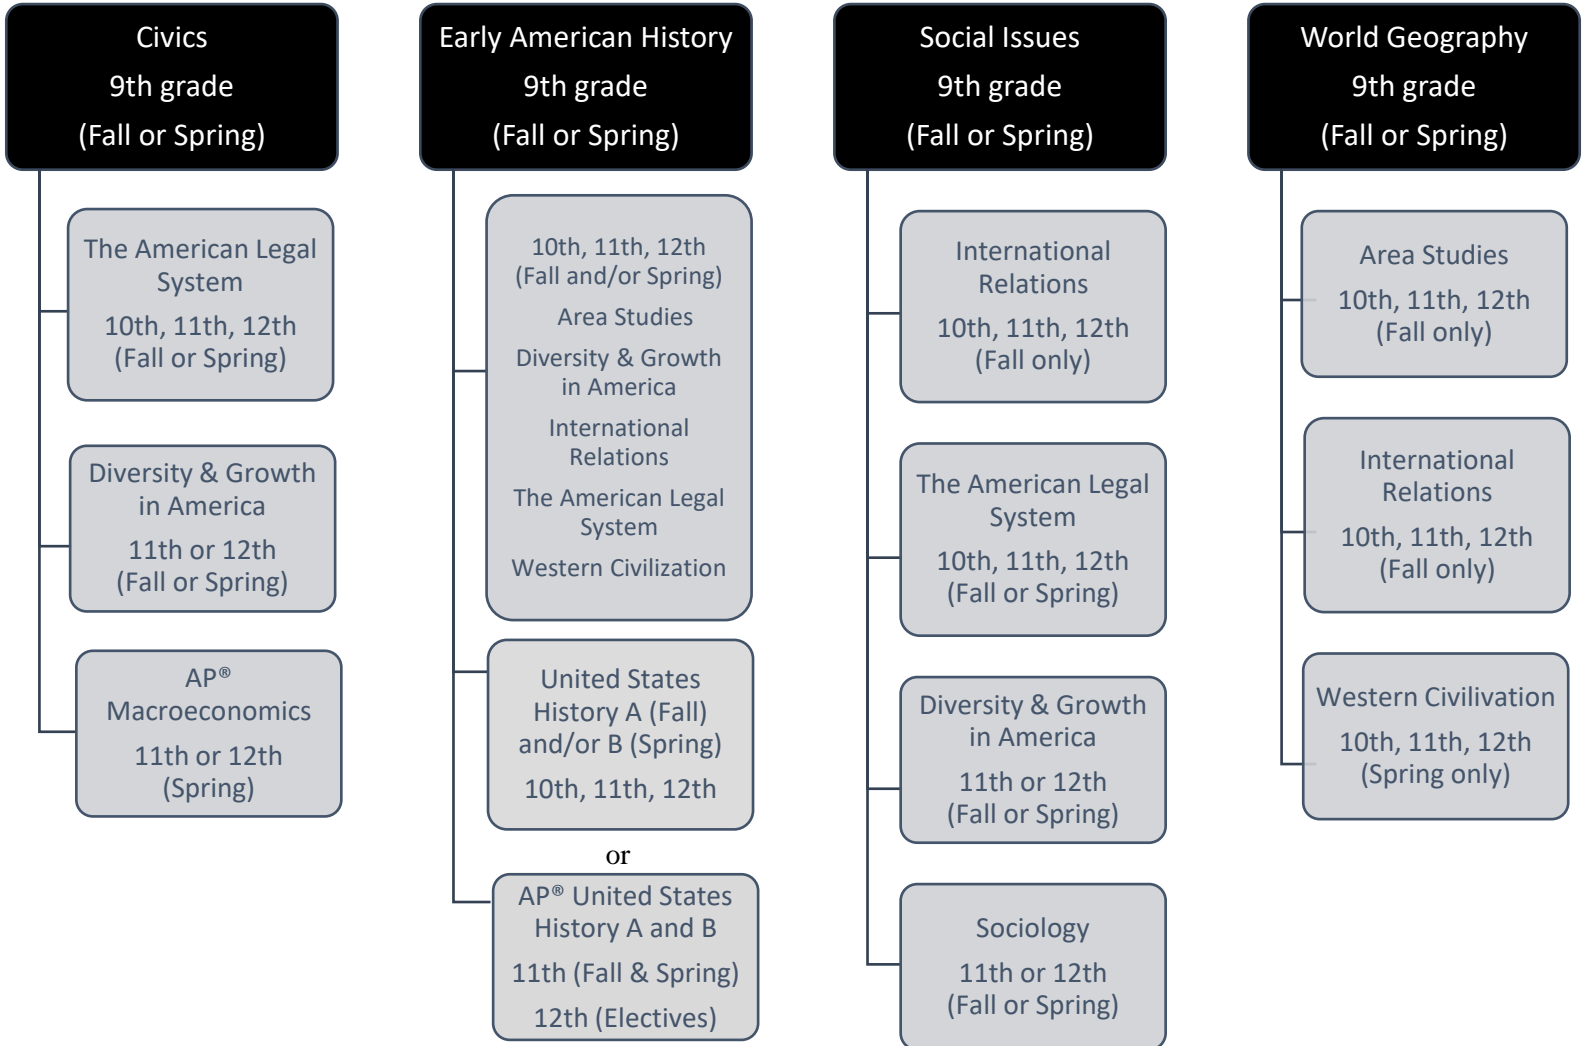 Civics
9th grade
(Fall or Spring)
The American Legal
System
10th, 11th, 12th
(Fall or Spring)
Diversity & Growth
in America
11th or 12th
(Fall or Spring)
AP®
Macroeconomics
11th or 12th
(Spring)
Early American History
9th grade
(Fall or Spring)
10th, 11th, 12th
(Fall and/or Spring)
Area Studies
Diversity & Growth
in America
International
Relations
The American Legal
System
Western Civilization
United States
History A (Fall)
and/or B (Spring)
10th, 11th, 12th
or
AP® United States
History A and B
11th (Fall & Spring)
12th (Electives)
Social Issues
9th grade
(Fall or Spring)
International
Relations
10th, 11th, 12th
(Fall only)
The American Legal
System
10th, 11th, 12th
(Fall or Spring)
Diversity & Growth
in America
11th or 12th
(Fall or Spring)
Sociology
11th or 12th
(Fall or Spring)
World Geography
9th grade
(Fall or Spring)
Area Studies
10th, 11th, 12th
(Fall only)
International
Relations
10th, 11th, 12th
(Fall only)
Western Civilivation
10th, 11th, 12th
(Spring only)